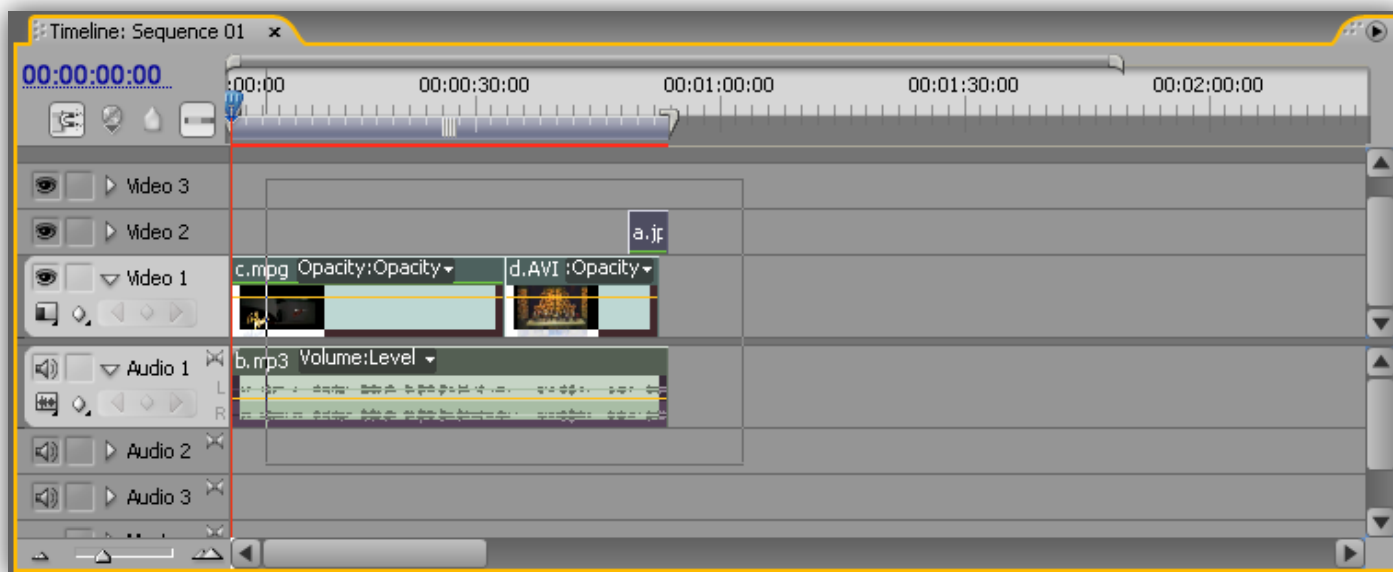 Timeline: Sequence 01 x
00:00:00:00
:00:00 00:00:30:00 00:01:00:00 00:01:30:00 00:02:00:00
Video 3
Video 2
a.jp
Video 1
c.mpg Opacity:Opacity
d.AVI :Opacity
Audio 1
b.mp3 Volume:Level
L
R
Audio 2
Audio 3